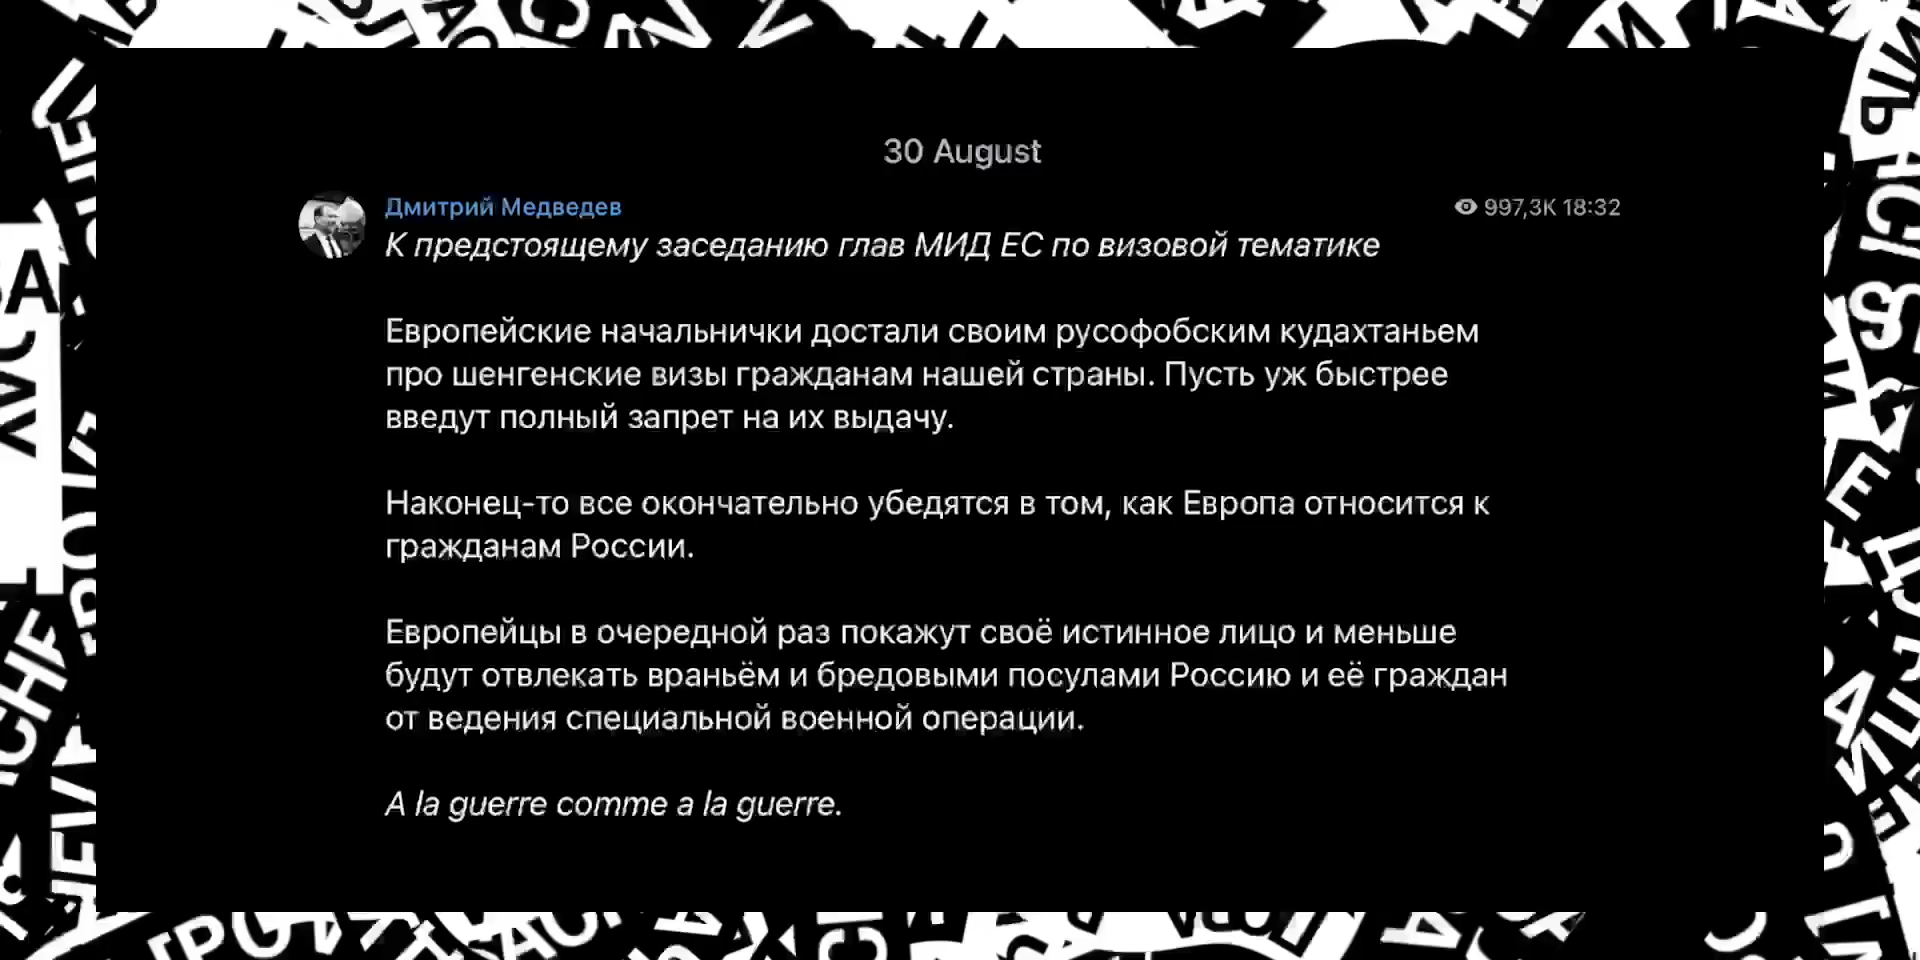 30 August
Дмитрий Медведев
997,3K 18:32
К предстоящему заседанию глав МИД ЕС по визовой тематике
Европейские начальнички достали своим русофобским кудахтаньем
про шенгенские визы гражданам нашей страны. Пусть уж быстрее
введут полный запрет на их выдачу.
Наконец-то все окончательно убедятся в том, как Европа относится к
гражданам России.
Европейцы в очередной раз покажут своё истинное лицо и меньше
будут отвлекать враньём и бредовыми посулами Россию и её граждан
от ведения специальной военной операции.
A la guerre comme a la guerre.